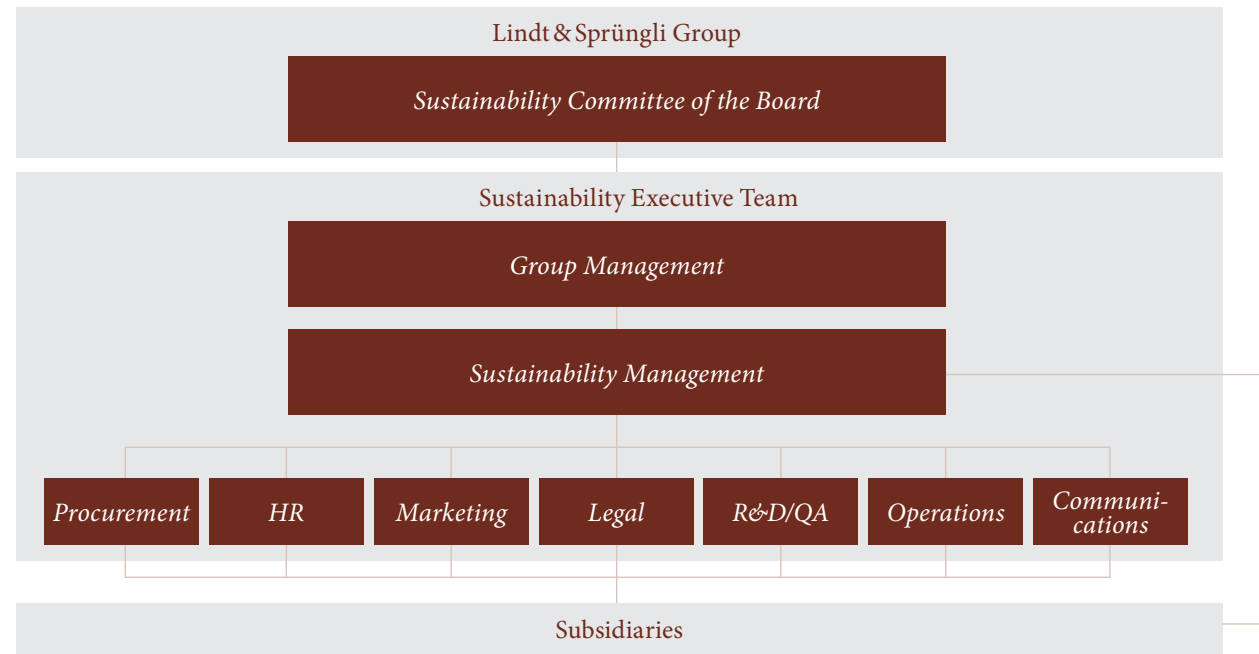 Lindt & Sprüngli Group
Sustainability Committee of the Board
Sustainability Executive Team
Group Management
Sustainability Management
Procurement
HR
Marketing
Legal
R&D/QA
Operations
Communi-
cations
Subsidiaries